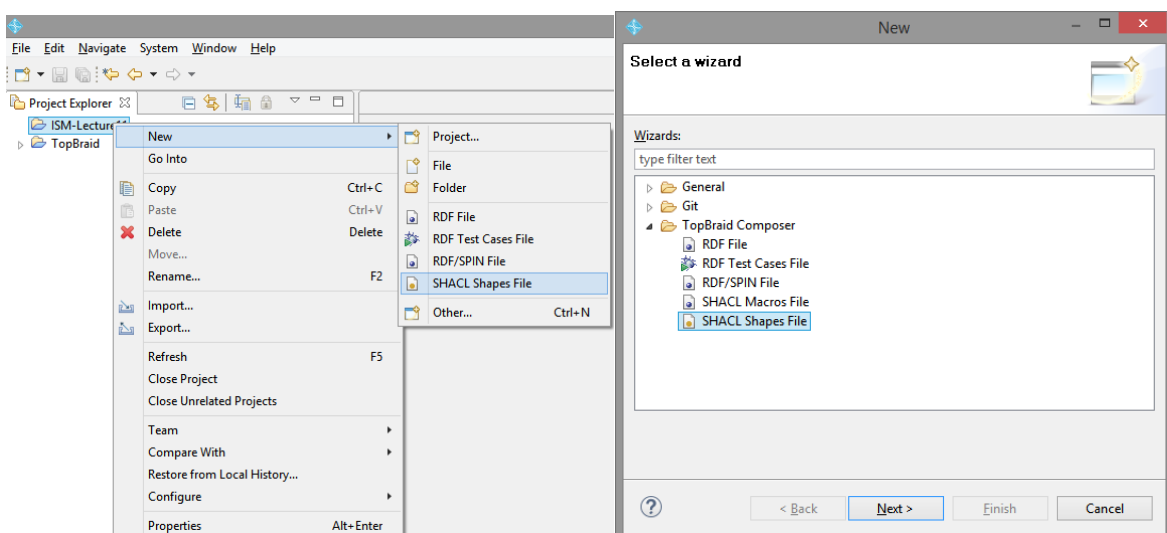 File Edit Navigate System Window Help
Project Explorer
ISM-Lecture11
TopBraid
New
Go Into
Copy Ctrl+C
Paste Ctrl+V
Delete Delete
Move...
Rename... F2
Import...
Export...
Refresh F5
Close Project
Close Unrelated Projects
Team
Compare With
Restore from Local History...
Configure
Properties Alt+Enter
Project...
File
Folder
RDF File
RDF Test Cases File
RDF/SPIN File
SHACL Shapes File
Other... Ctrl+N
New
Select a wizard
Wizards:
type filter text
General
Git
TopBraid Composer
RDF File
RDF Test Cases File
RDF/SPIN File
SHACL Macros File
SHACL Shapes File
< Back Next > Finish Cancel